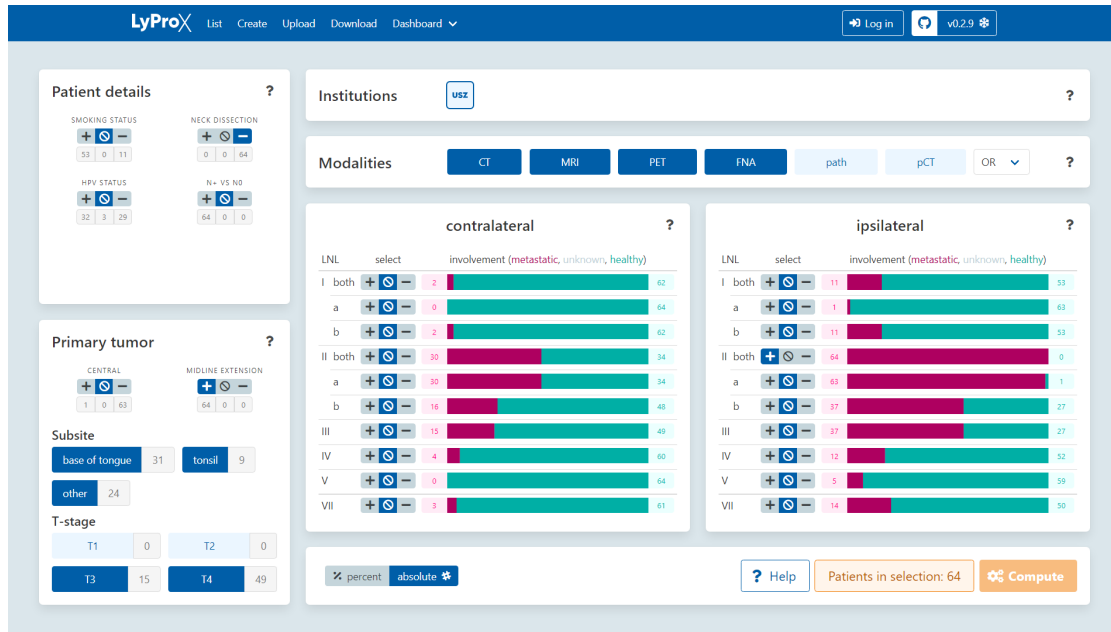 LyProX List Create Upload Download Dashboard Log in v0.2.9
Patient details ?
SMOKING STATUS NECK DISSECTION
53 0 11 0 0 64
HPV STATUS N+ VS N0
32 3 29 64 0 0
Primary tumor ?
CENTRAL MIDLINE EXTENSION
1 0 63 64 0 0
Subsite
base of tongue 31 tonsil 9
other 24
T-stage
T1 0 T2 0
T3 15 T4 49
Institutions USZ ?
Modalities CT MRI PET FNA path pCT OR ?
contralateral ?
LNL select involvement (metastatic, unknown, healthy)
I both + − 2 62
a + − 0 64
b + − 2 62
II both + − 30 34
a + − 30 34
b + − 16 48
III + − 15 49
IV + − 4 60
V + − 0 64
VII + − 3 61
ipsilateral ?
LNL select involvement (metastatic, unknown, healthy)
I both + − 11 53
a + − 1 63
b + − 11 53
II both + − 64 0
a + − 63 1
b + − 37 27
III + − 37 27
IV + − 12 52
V + − 5 59
VII + − 14 50
% percent absolute ? Help Patients in selection: 64 Compute